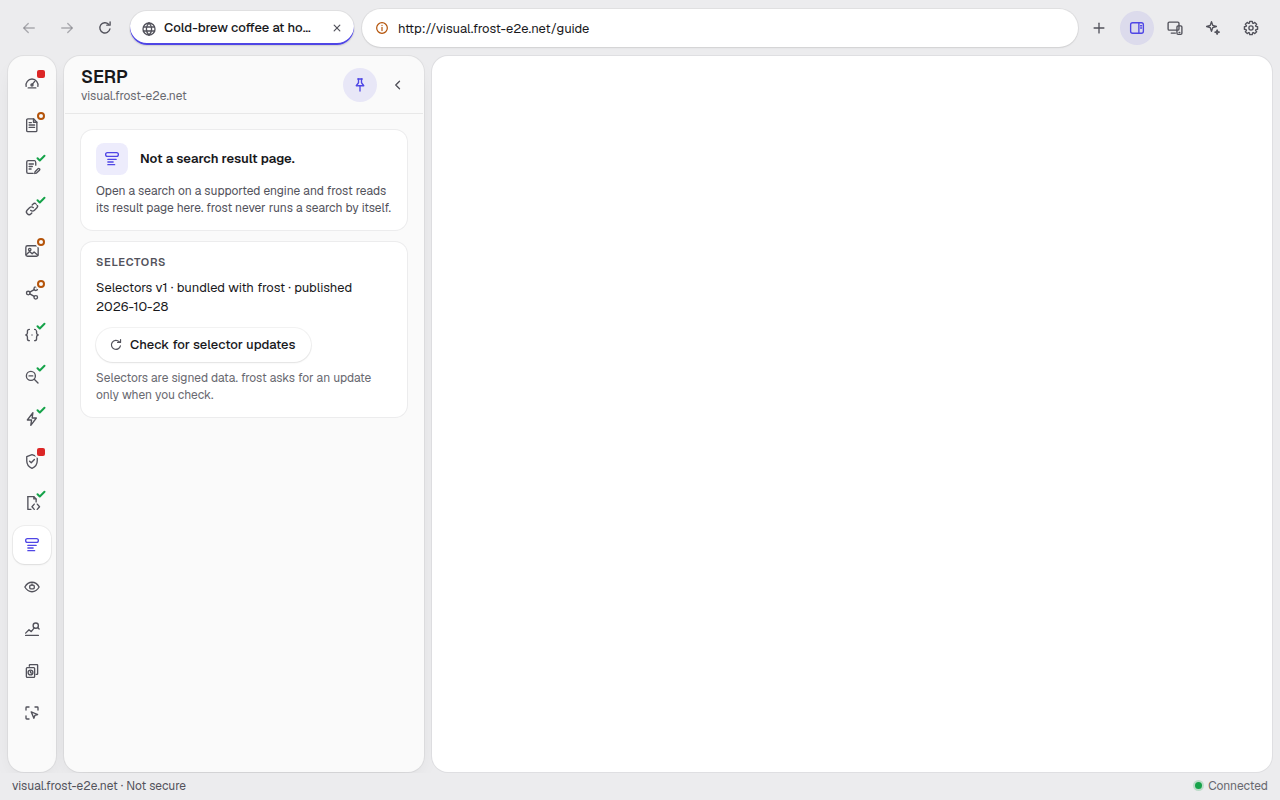 Cold-brew coffee at ho...
http://visual.frost-e2e.net/guide
SERP
visual.frost-e2e.net
Not a search result page.
Open a search on a supported engine and frost reads
its result page here. frost never runs a search by itself.
SELECTORS
Selectors v1 · bundled with frost · published
2026-10-28
Check for selector updates
Selectors are signed data. frost asks for an update
only when you check.
visual.frost-e2e.net · Not secure
Connected